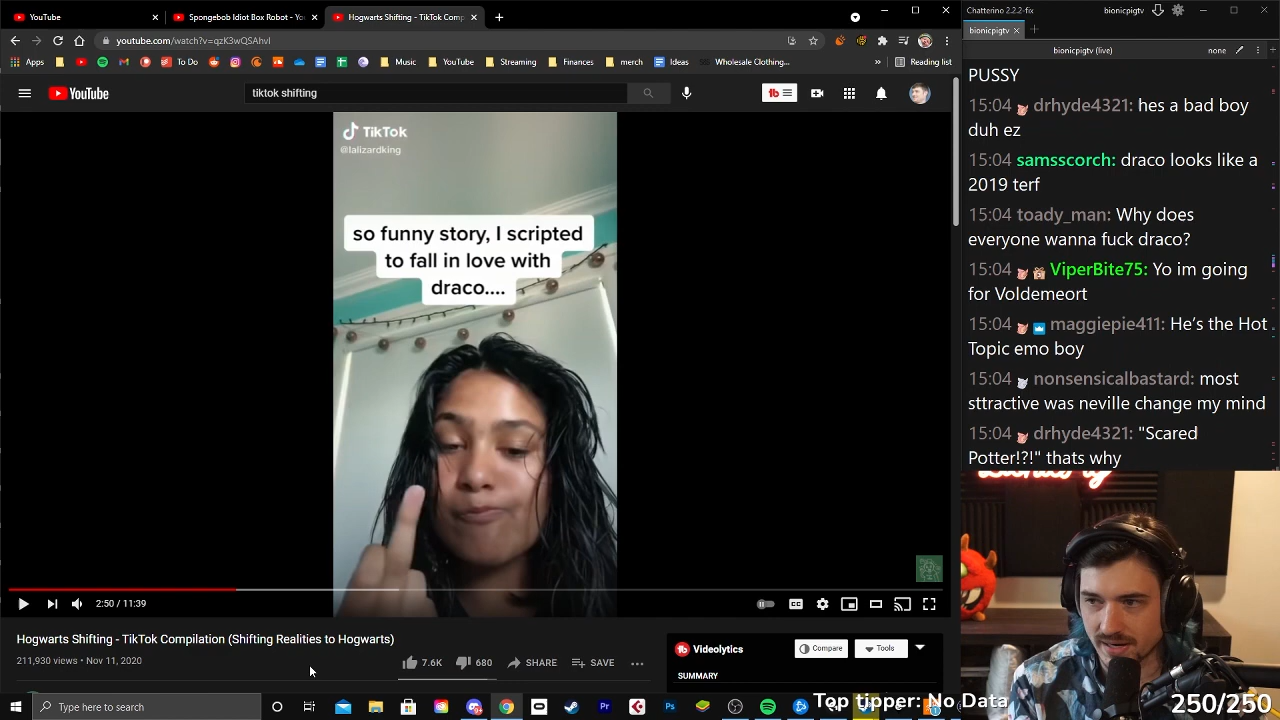 YouTube
Spongebob Idiot Box Robot - Yo
Hogwarts Shifting - TikTok Comp
youtube.com/watch?v=qzK3wQSAhvI
Apps
To Do
Music
YouTube
Streaming
Finances
merch
Ideas
Wholesale Clothing...
»
Reading list
YouTube
tiktok shifting
TikTok
@lalizardking
so funny story, I scripted
to fall in love with
draco....
2:50 / 11:39
Hogwarts Shifting - TikTok Compilation (Shifting Realities to Hogwarts)
211,930 views • Nov 11, 2020
7.6K
680
SHARE
SAVE
Videolytics
Compare
Tools
SUMMARY
Type here to search
Chatterino 2.2.2-fix
bionicpigtv
bionicpigtv
bionicpigtv (live)
none
PUSSY
15:04 drhyde4321: hes a bad boy
duh ez
15:04 samsscorch: draco looks like a
2019 terf
15:04 toady_man: Why does
everyone wanna fuck draco?
15:04 ViperBite75: Yo im going
for Voldemeort
15:04 maggiepie411: He's the Hot
Topic emo boy
15:04 nonsensicalbastard: most
sttractive was neville change my mind
15:04 drhyde4321: "Scared
Potter!?!" thats why
Top tipper: No Data
250/250